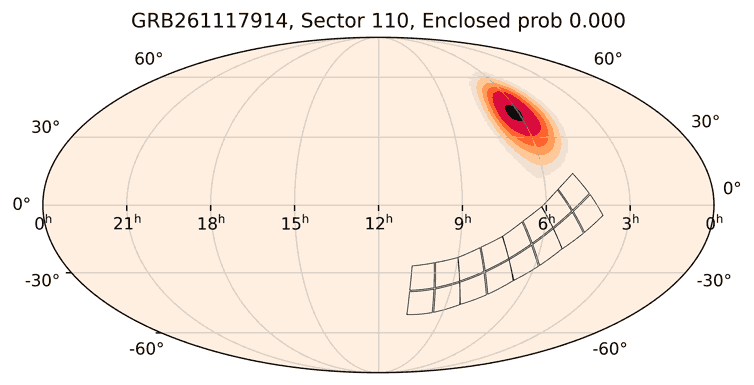 GRB261117914, Sector 110, Enclosed prob 0.000
60° 60°
30° 30°
0° 0°
0h 21h 18h 15h 12h 9h 6h 3h 0h
-30° -30°
-60° -60°